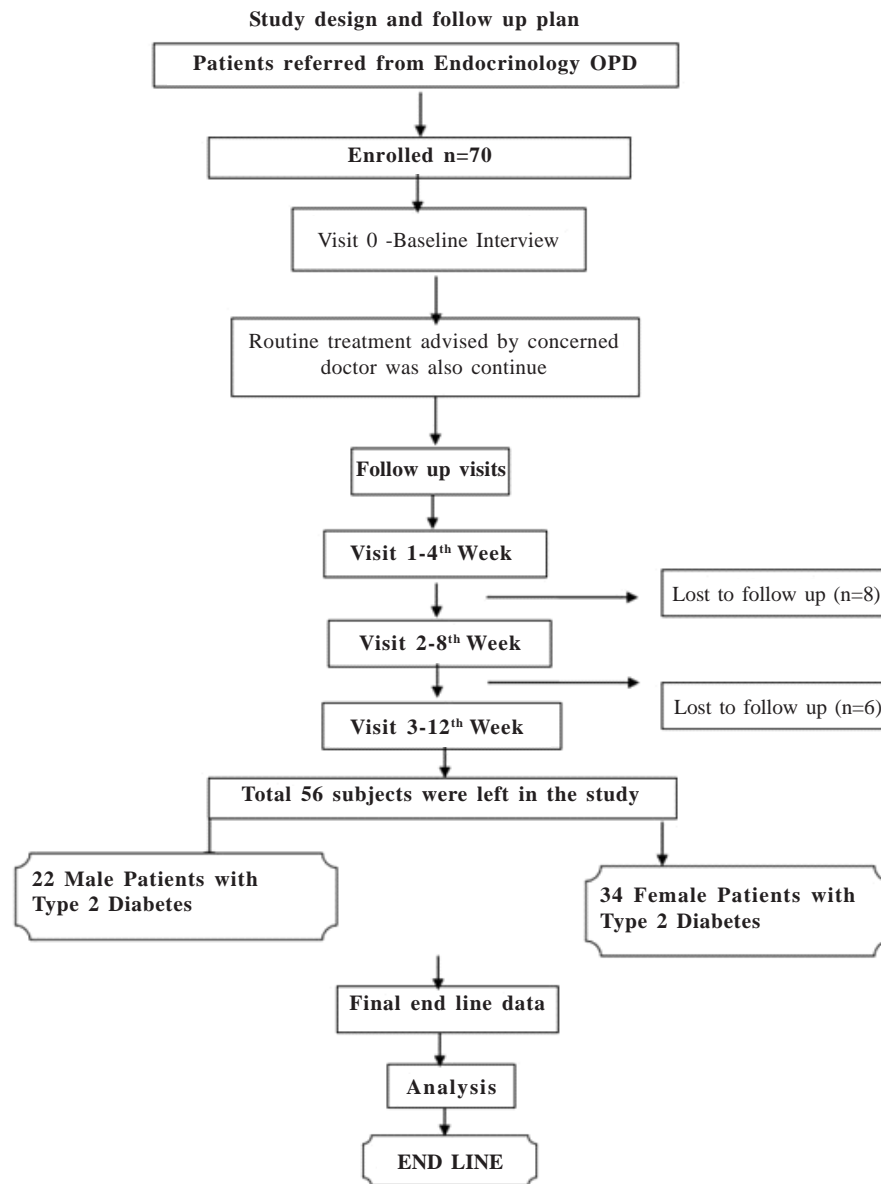 Study design and follow up plan
Patients referred from Endocrinology OPD
Enrolled n=70
Visit 0 -Baseline Interview
Routine treatment advised by concerned
doctor was also continue
Follow up visits
Visit 1-4th Week
Lost to follow up (n=8)
Visit 2-8th Week
Lost to follow up (n=6)
Visit 3-12th Week
Total 56 subjects were left in the study
22 Male Patients with
Type 2 Diabetes
34 Female Patients with
Type 2 Diabetes
Final end line data
Analysis
END LINE